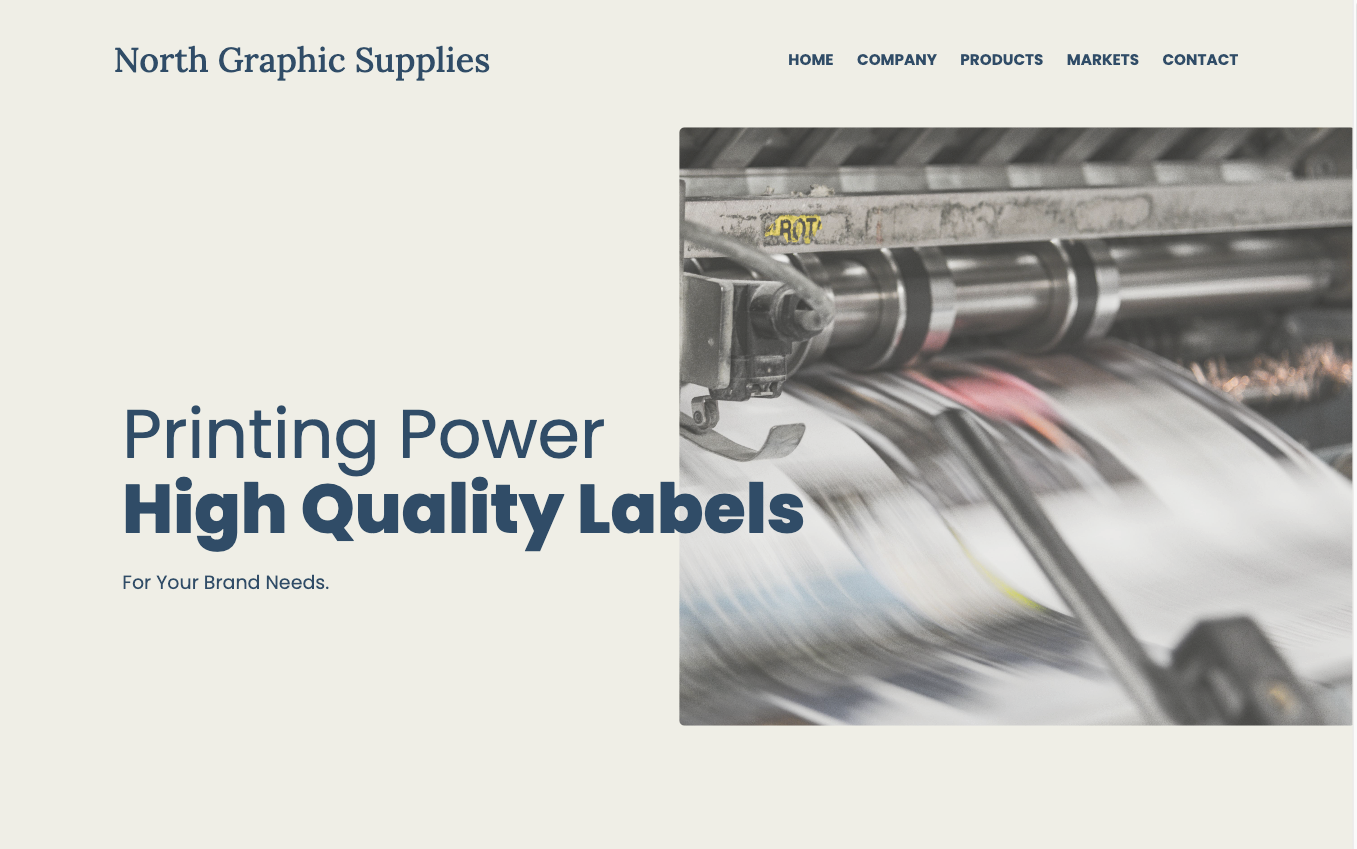 North Graphic Supplies
HOME COMPANY PRODUCTS MARKETS CONTACT
ROT
Printing Power
High Quality Labels
For Your Brand Needs.